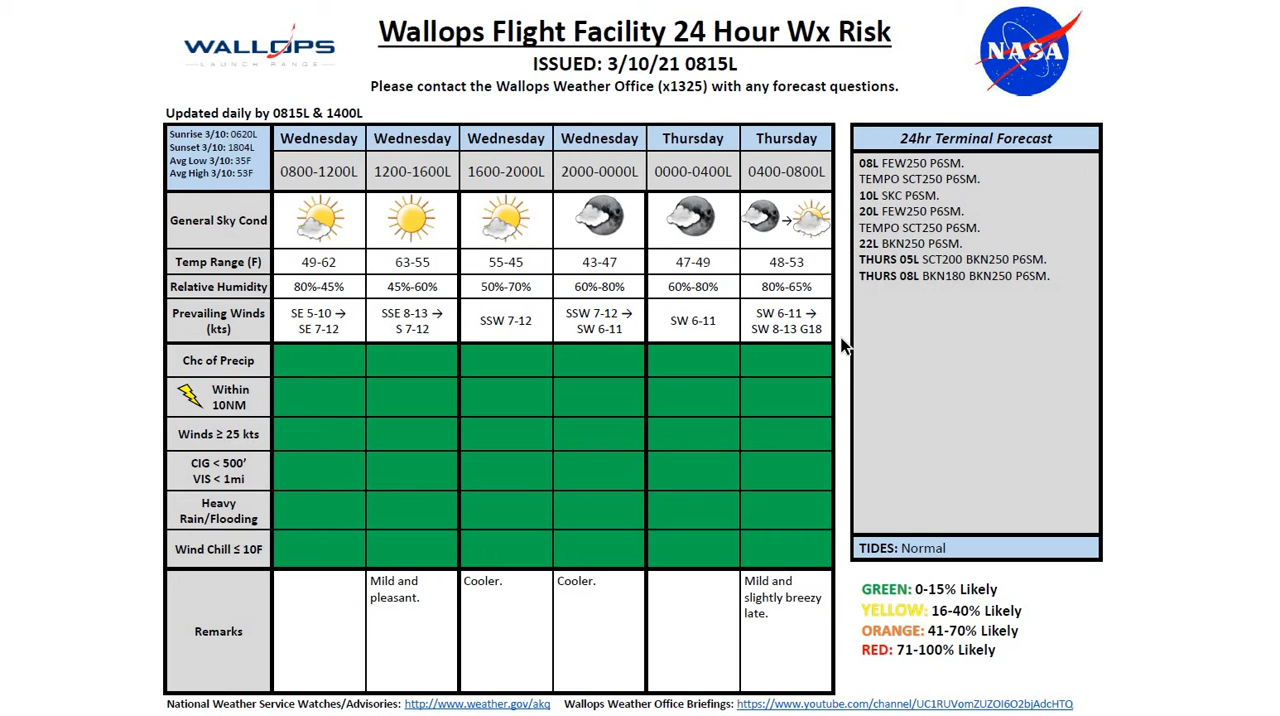 WALLOPS
LAUNCH RANGE
Wallops Flight Facility 24 Hour Wx Risk
ISSUED: 3/10/21 0815L
Please contact the Wallops Weather Office (x1325) with any forecast questions.
NASA
Updated daily by 0815L & 1400L
Sunrise 3/10: 0620L
Sunset 3/10: 1804L
Avg Low 3/10: 35F
Avg High 3/10: 53F
Wednesday Wednesday Wednesday Wednesday Thursday Thursday
0800-1200L 1200-1600L 1600-2000L 2000-0000L 0000-0400L 0400-0800L
General Sky Cond
Temp Range (F) 49-62 63-55 55-45 43-47 47-49 48-53
Relative Humidity 80%-45% 45%-60% 50%-70% 60%-80% 60%-80% 80%-65%
Prevailing Winds SE 5-10 → SSE 8-13 → SSW 7-12 SSW 7-12 → SW 6-11 SW 6-11 →
(kts) SE 7-12 S 7-12 SW 6-11 SW 8-13 G18
Chc of Precip
Within
10NM
Winds ≥ 25 kts
CIG < 500’
VIS < 1mi
Heavy
Rain/Flooding
Wind Chill ≤ 10F
Remarks
Mild and
pleasant.
Cooler.
Cooler.
Mild and
slightly breezy
late.
24hr Terminal Forecast
08L FEW250 P6SM.
TEMPO SCT250 P6SM.
10L SKC P6SM.
20L FEW250 P6SM.
TEMPO SCT250 P6SM.
22L BKN250 P6SM.
THURS 05L SCT200 BKN250 P6SM.
THURS 08L BKN180 BKN250 P6SM.
TIDES: Normal
GREEN: 0-15% Likely
YELLOW: 16-40% Likely
ORANGE: 41-70% Likely
RED: 71-100% Likely
National Weather Service Watches/Advisories: http://www.weather.gov/akq Wallops Weather Office Briefings: https://www.youtube.com/channel/UC1RUVomZUZOI6O2bjAdcHTQ